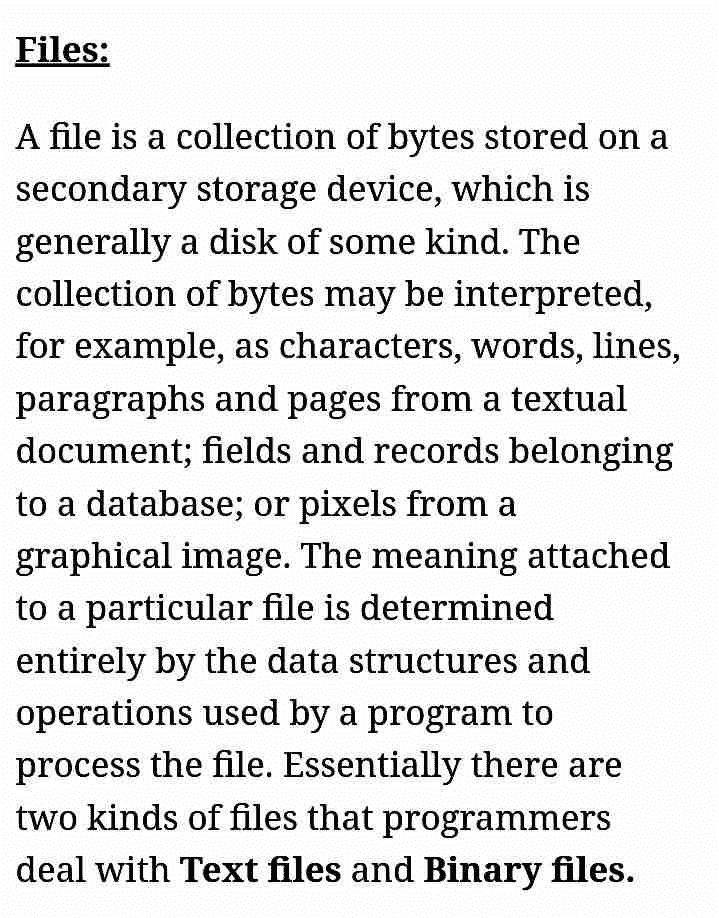 Files:
A file is a collection of bytes stored on a
secondary storage device, which is
generally a disk of some kind. The
collection of bytes may be interpreted,
for example, as characters, words, lines,
paragraphs and pages from a textual
document; fields and records belonging
to a database; or pixels from a
graphical image. The meaning attached
to a particular file is determined
entirely by the data structures and
operations used by a program to
process the file. Essentially there are
two kinds of files that programmers
deal with Text files and Binary files.